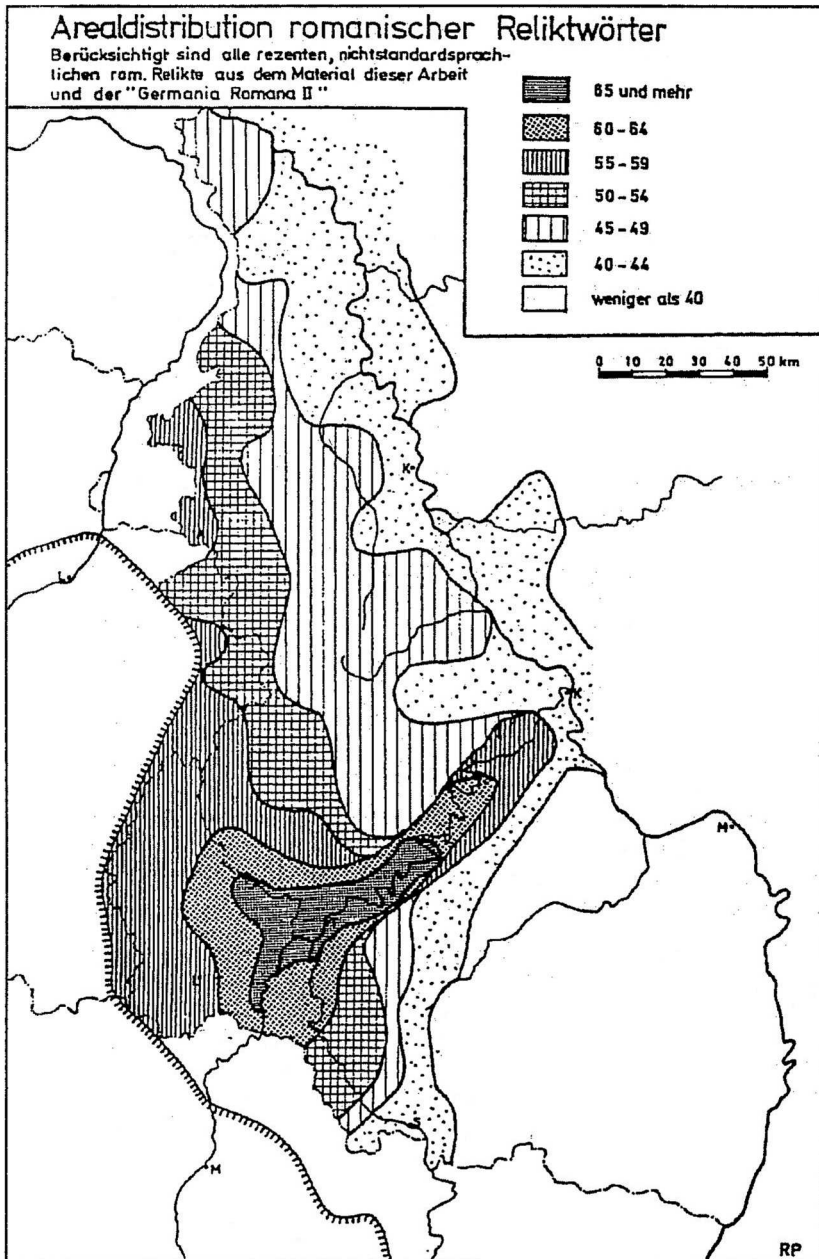 Arealdistribution romanischer Reliktwörter
Berücksichtigt sind alle rezenten, nichtstandardsprach-
lichen rom. Relikte aus dem Material dieser Arbeit
und der "Germania Romana II"
65 und mehr
60-64
55-59
50-54
45-49
40-44
weniger als 40
0 10 20 30 40 50 km
K
L
K
M
L
S
M
RP